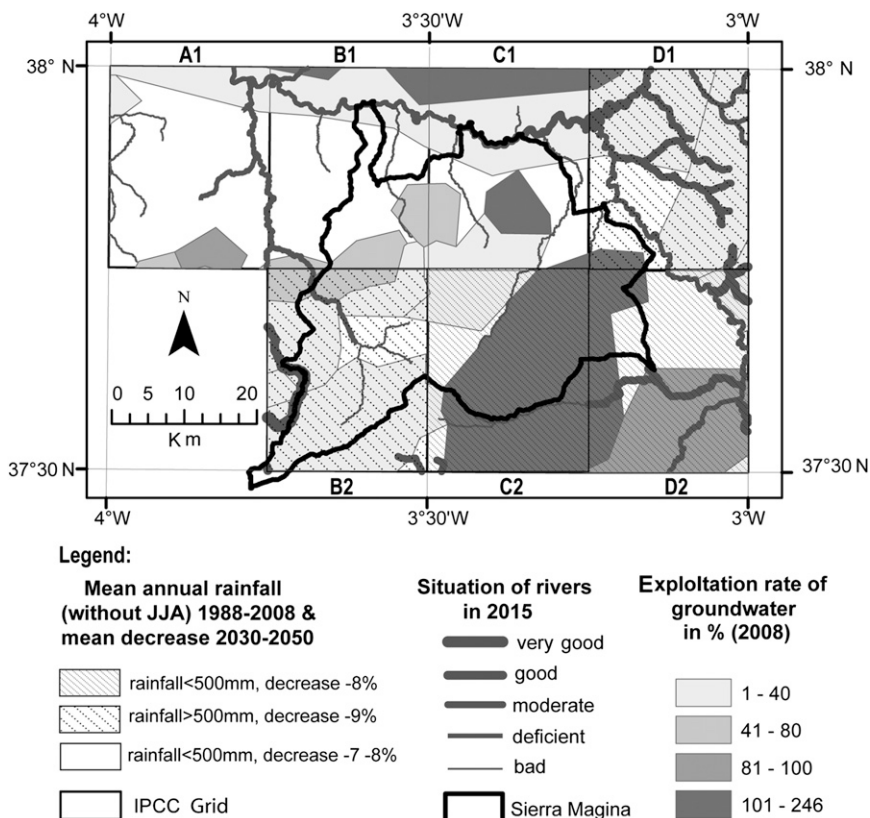 4°W 3°30'W 3°W
A1 B1 C1 D1
38° N 38° N
N
0 5 10 20
Km
37°30 N 37°30 N
B2 C2 D2
4°W 3°30'W 3°W
Legend:
Mean annual rainfall
(without JJA) 1988-2008 &
mean decrease 2030-2050
rainfall<500mm, decrease -8%
rainfall>500mm, decrease -9%
rainfall<500mm, decrease -7 -8%
IPCC Grid
Situation of rivers
in 2015
very good
good
moderate
deficient
bad
Sierra Magina
Exploltation rate of
groundwater
in % (2008)
1 - 40
41 - 80
81 - 100
101 - 246